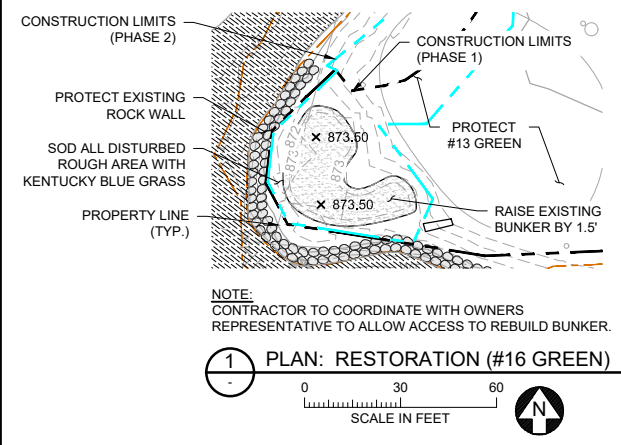 CONSTRUCTION LIMITS
(PHASE 2)
CONSTRUCTION LIMITS
(PHASE 1)
PROTECT EXISTING
ROCK WALL
PROTECT
#13 GREEN
SOD ALL DISTURBED
ROUGH AREA WITH
KENTUCKY BLUE GRASS
PROPERTY LINE
(TYP.)
873.50
873
872
873
873.50
RAISE EXISTING
BUNKER BY 1.5'
NOTE:
CONTRACTOR TO COORDINATE WITH OWNERS
REPRESENTATIVE TO ALLOW ACCESS TO REBUILD BUNKER.
1
-
PLAN: RESTORATION (#16 GREEN)
0 30 60
SCALE IN FEET
N